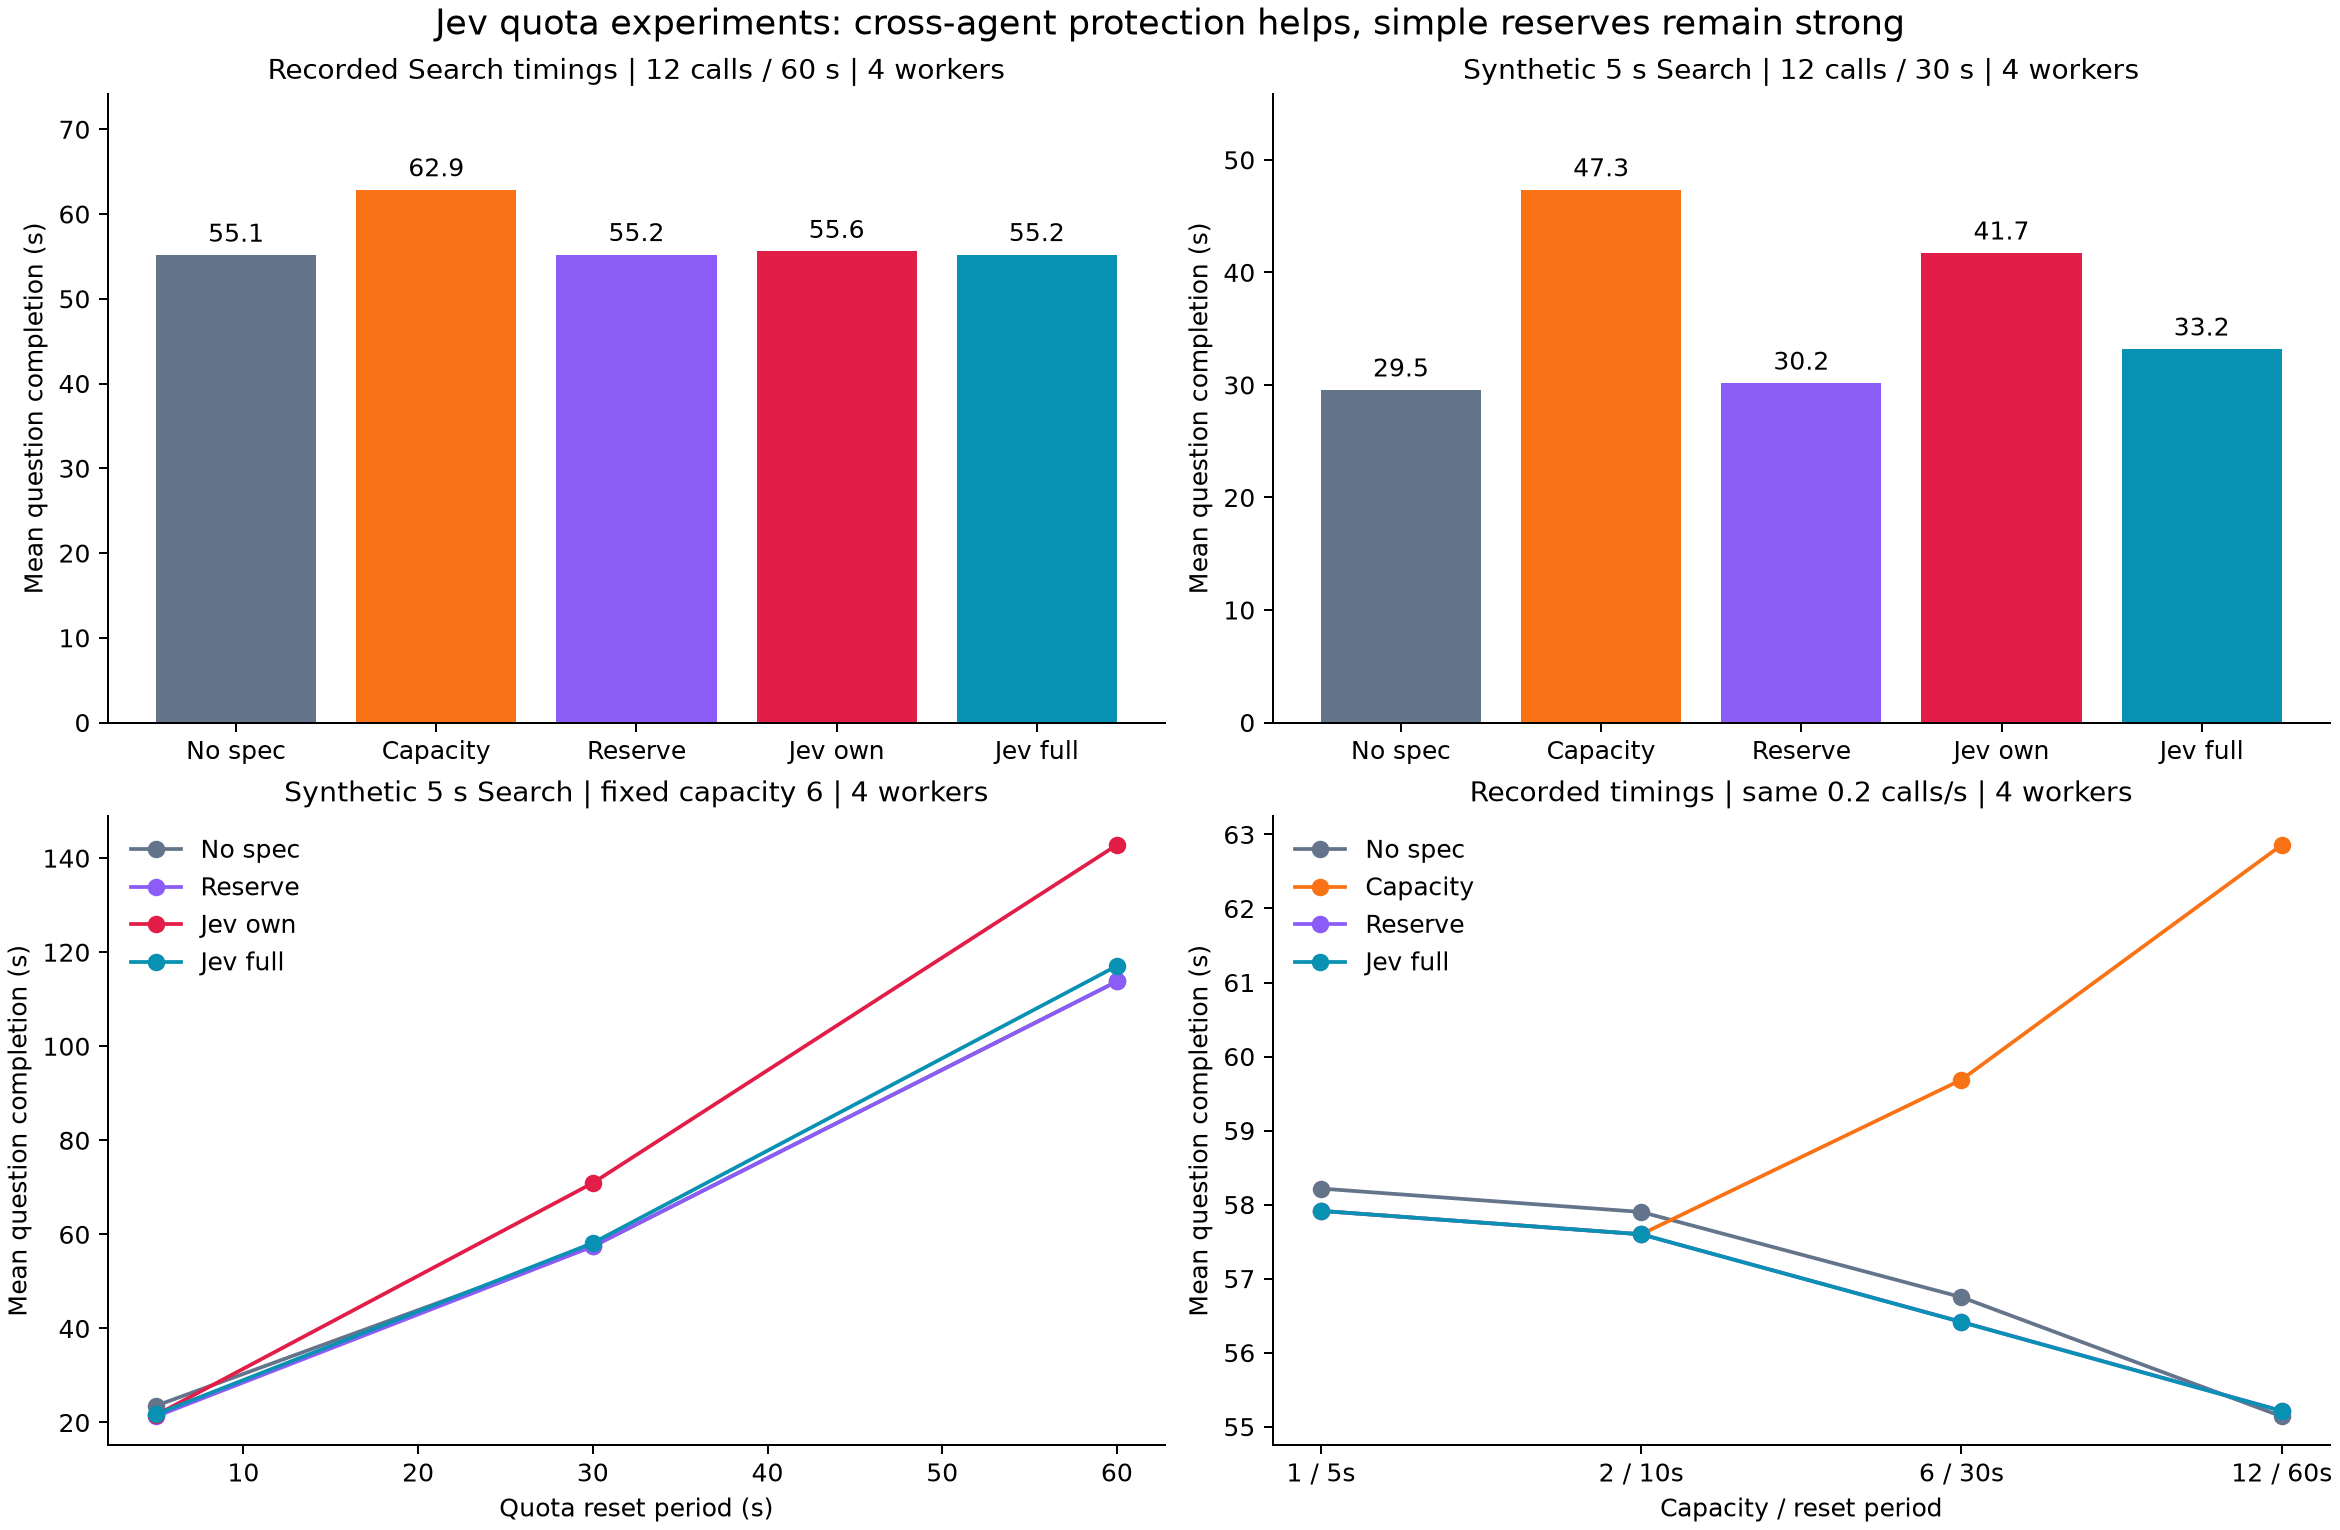 Jev quota experiments: cross-agent protection helps, simple reserves remain strong
Recorded Search timings | 12 calls / 60 s | 4 workers
Mean question completion (s)
70
60
50
40
30
20
10
0
55.1
62.9
55.2
55.6
55.2
No spec
Capacity
Reserve
Jev own
Jev full
Synthetic 5 s Search | 12 calls / 30 s | 4 workers
Mean question completion (s)
50
40
30
20
10
0
29.5
47.3
30.2
41.7
33.2
No spec
Capacity
Reserve
Jev own
Jev full
Synthetic 5 s Search | fixed capacity 6 | 4 workers
Mean question completion (s)
140
120
100
80
60
40
20
No spec
Reserve
Jev own
Jev full
10
20
30
40
50
60
Quota reset period (s)
Recorded timings | same 0.2 calls/s | 4 workers
Mean question completion (s)
63
62
61
60
59
58
57
56
55
No spec
Capacity
Reserve
Jev full
1 / 5s
2 / 10s
6 / 30s
12 / 60s
Capacity / reset period